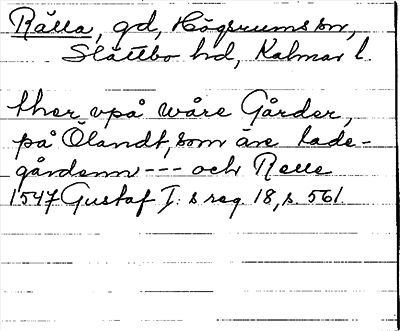 Rälla, gd, Högsrums sn,
Slättbo hd, Kalmar l.
ther vpå wåre Gårder,
på Ölandt, som äre lade-
gårdenn --- och Relle
1547 Gustaf I:s reg. 18, s. 561